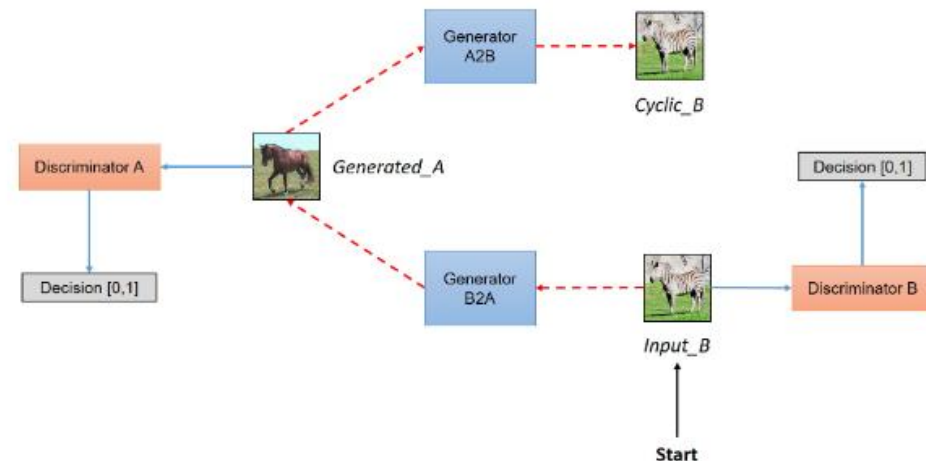 Generator
A2B
Cyclic_B
Discriminator A
Generated_A
Decision [0,1]
Decision [0,1]
Generator
B2A
Discriminator B
Input_B
Start